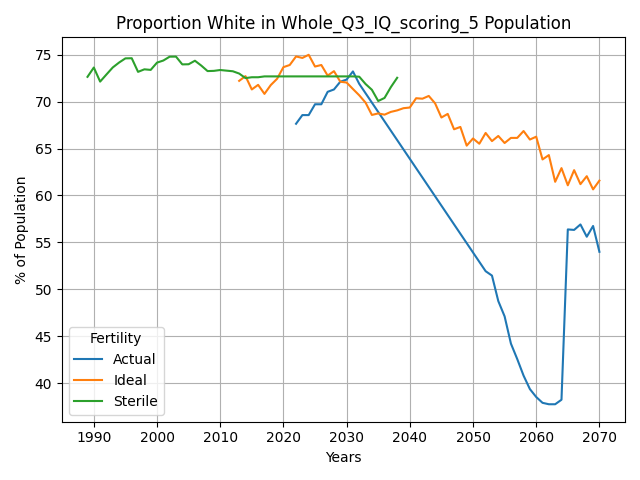 Proportion White in Whole_Q3_IQ_scoring_5 Population
% of Population
75
70
65
60
55
50
45
40
Fertility
Actual
Ideal
Sterile
1990 2000 2010 2020 2030 2040 2050 2060 2070
Years